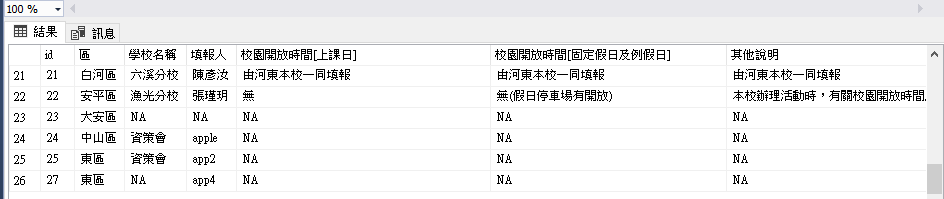 100 %
結果 訊息
id 區 學校名稱 填報人 校園開放時間[上課日] 校園開放時間[固定假日及例假日] 其他說明
21 21 白河區 六溪分校 陳彥汝 由河東本校一同填報 由河東本校一同填報 由河東本校一同填報
22 22 安平區 漁光分校 張瑾玥 無 無(假日停車場有開放) 本校辦理活動時，有關校園開放時間
23 23 大安區 NA NA NA NA NA
24 24 中山區 資策會 apple NA NA NA
25 25 東區 資策會 app2 NA NA NA
26 27 東區 NA app4 NA NA NA